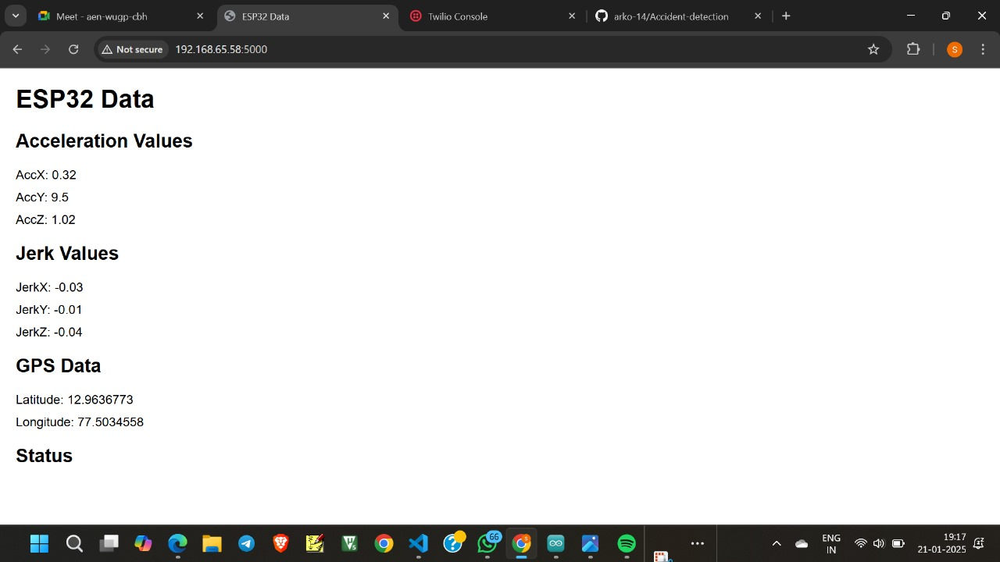 Meet - aen-wugp-cbh
ESP32 Data
Twilio Console
arko-14/Accident-detection
Not secure
192.168.65.58:5000
S
ESP32 Data
Acceleration Values
AccX: 0.32
AccY: 9.5
AccZ: 1.02
Jerk Values
JerkX: -0.03
JerkY: -0.01
JerkZ: -0.04
GPS Data
Latitude: 12.9636773
Longitude: 77.5034558
Status
66
ENG
IN
19:17
21-01-2025